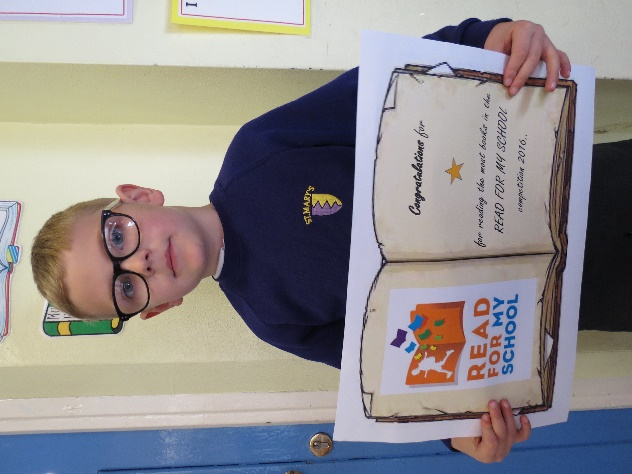 Congratulations for
for reading the most books in the
READ FOR MY SCHOOL
competition 2016..
READ
FOR MY
SCHOOL
ST. MARY'S